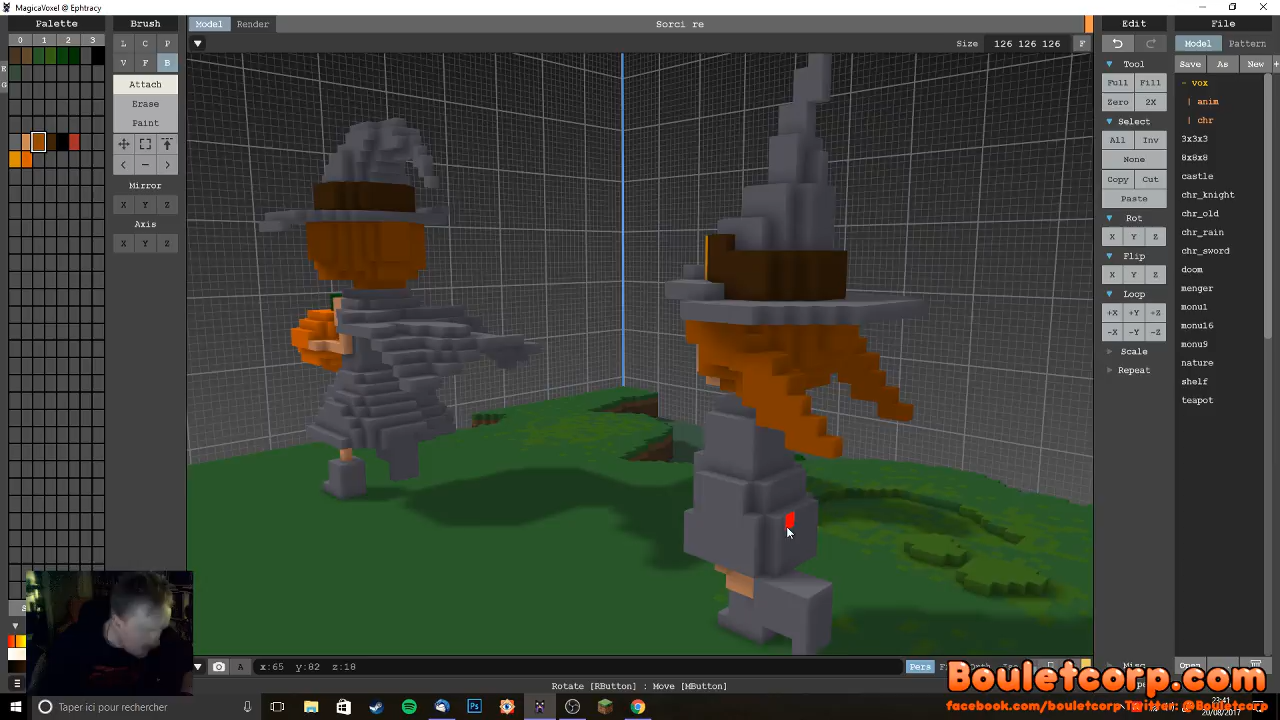 MagicaVoxel @ Ephtracy
Palette
Brush
Model
Render
Sorci re
Edit
File
0
1
2
3
L
C
P
Size
126 126 126
F
Model
Pattern
V
F
B
Tool
Save
As
New
+
Attach
Full
Fill
- vox
Erase
Zero
2X
| anim
Paint
Select
| chr
All
Inv
3x3x3
None
8x8x8
<
–
>
Copy
Cut
castle
Mirror
Paste
chr_knight
X
Y
Z
Rot
chr_old
Axis
X
Y
Z
chr_rain
X
Y
Z
Flip
chr_sword
X
Y
Z
doom
Loop
menger
+X
+Y
+Z
monu1
-X
-Y
-Z
monu16
Scale
monu9
Repeat
nature
shelf
teapot
A
x:65 y:82 z:18
Pers
Rotate [RButton] : Move [MButton]
Bouletcorp.com
facebook.com/bouletcorp Twitter: @Bouletcorp
Taper ici pour rechercher
22:41
20/08/2017